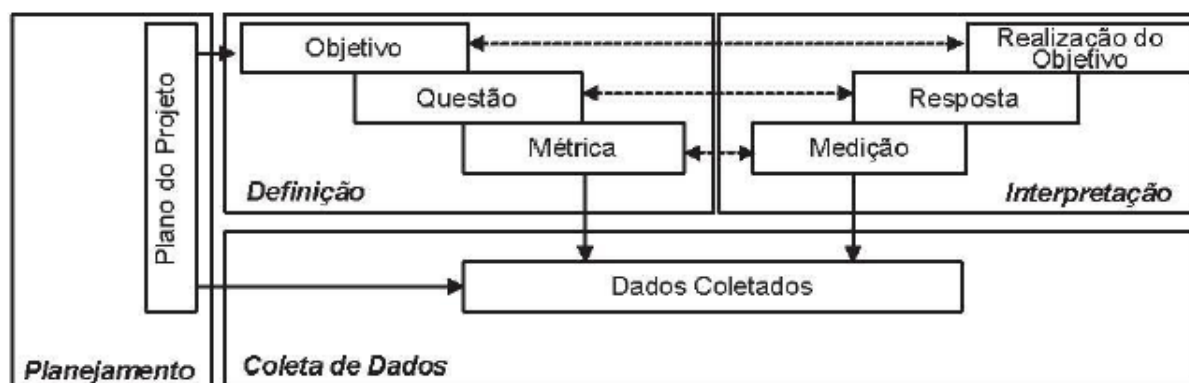 Plano do Projeto
Planejamento
Objetivo
Questão
Métrica
Definição
Realização do
Objetivo
Resposta
Medição
Interpretação
Dados Coletados
Coleta de Dados